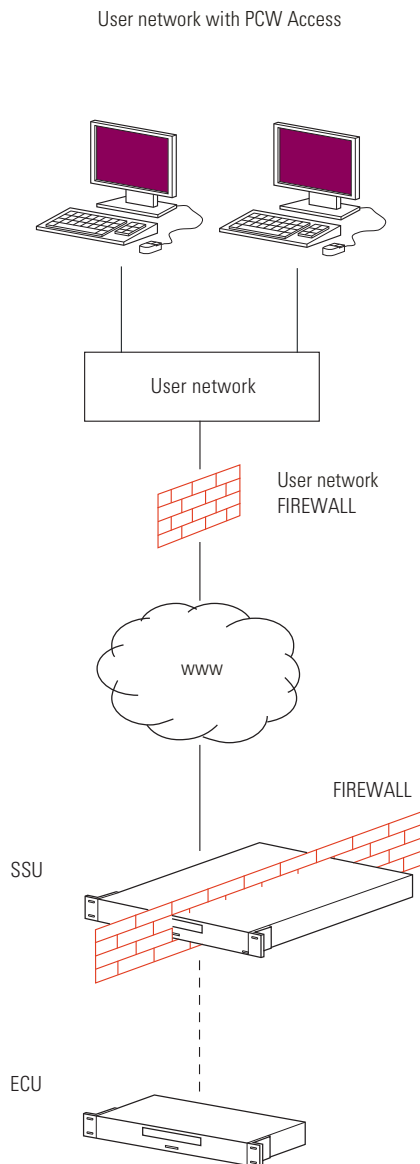 User network with PCW Access
User network
User network
FIREWALL
www
FIREWALL
SSU
ECU